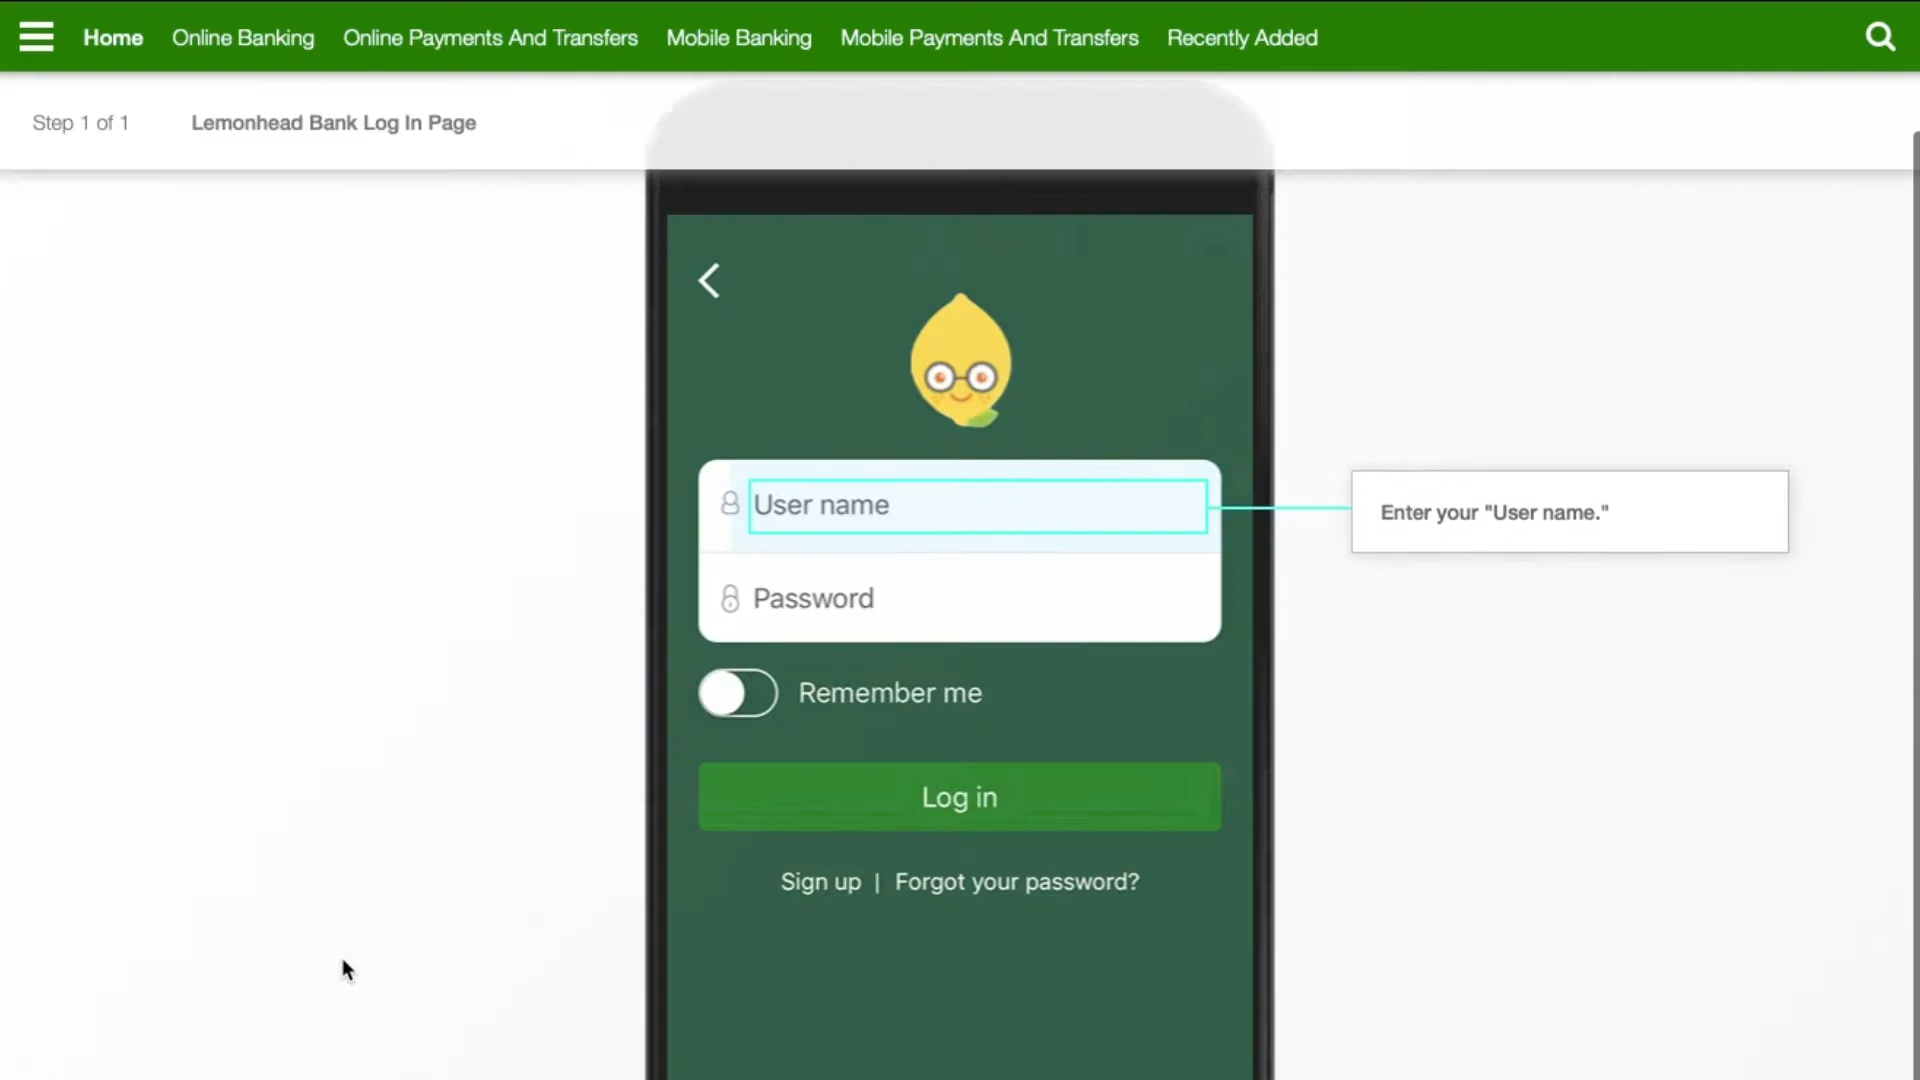 Home Online Banking Online Payments And Transfers Mobile Banking Mobile Payments And Transfers Recently Added
Step 1 of 1 Lemonhead Bank Log In Page
User name
Enter your "User name."
Password
Remember me
Log in
Sign up | Forgot your password?